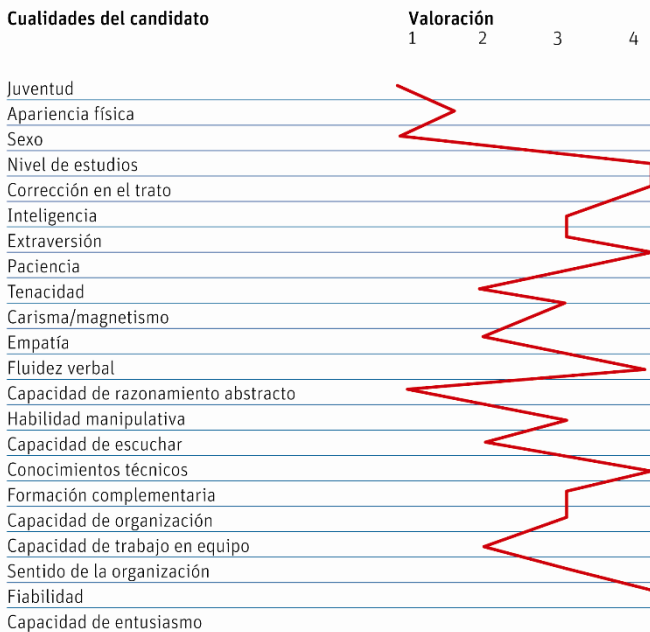 Cualidades del candidato Valoración
1 2 3 4
Juventud
Apariencia física
Sexo
Nivel de estudios
Corrección en el trato
Inteligencia
Extraversión
Paciencia
Tenacidad
Carisma/magnetismo
Empatía
Fluidez verbal
Capacidad de razonamiento abstracto
Habilidad manipulativa
Capacidad de escuchar
Conocimientos técnicos
Formación complementaria
Capacidad de organización
Capacidad de trabajo en equipo
Sentido de la organización
Fiabilidad
Capacidad de entusiasmo